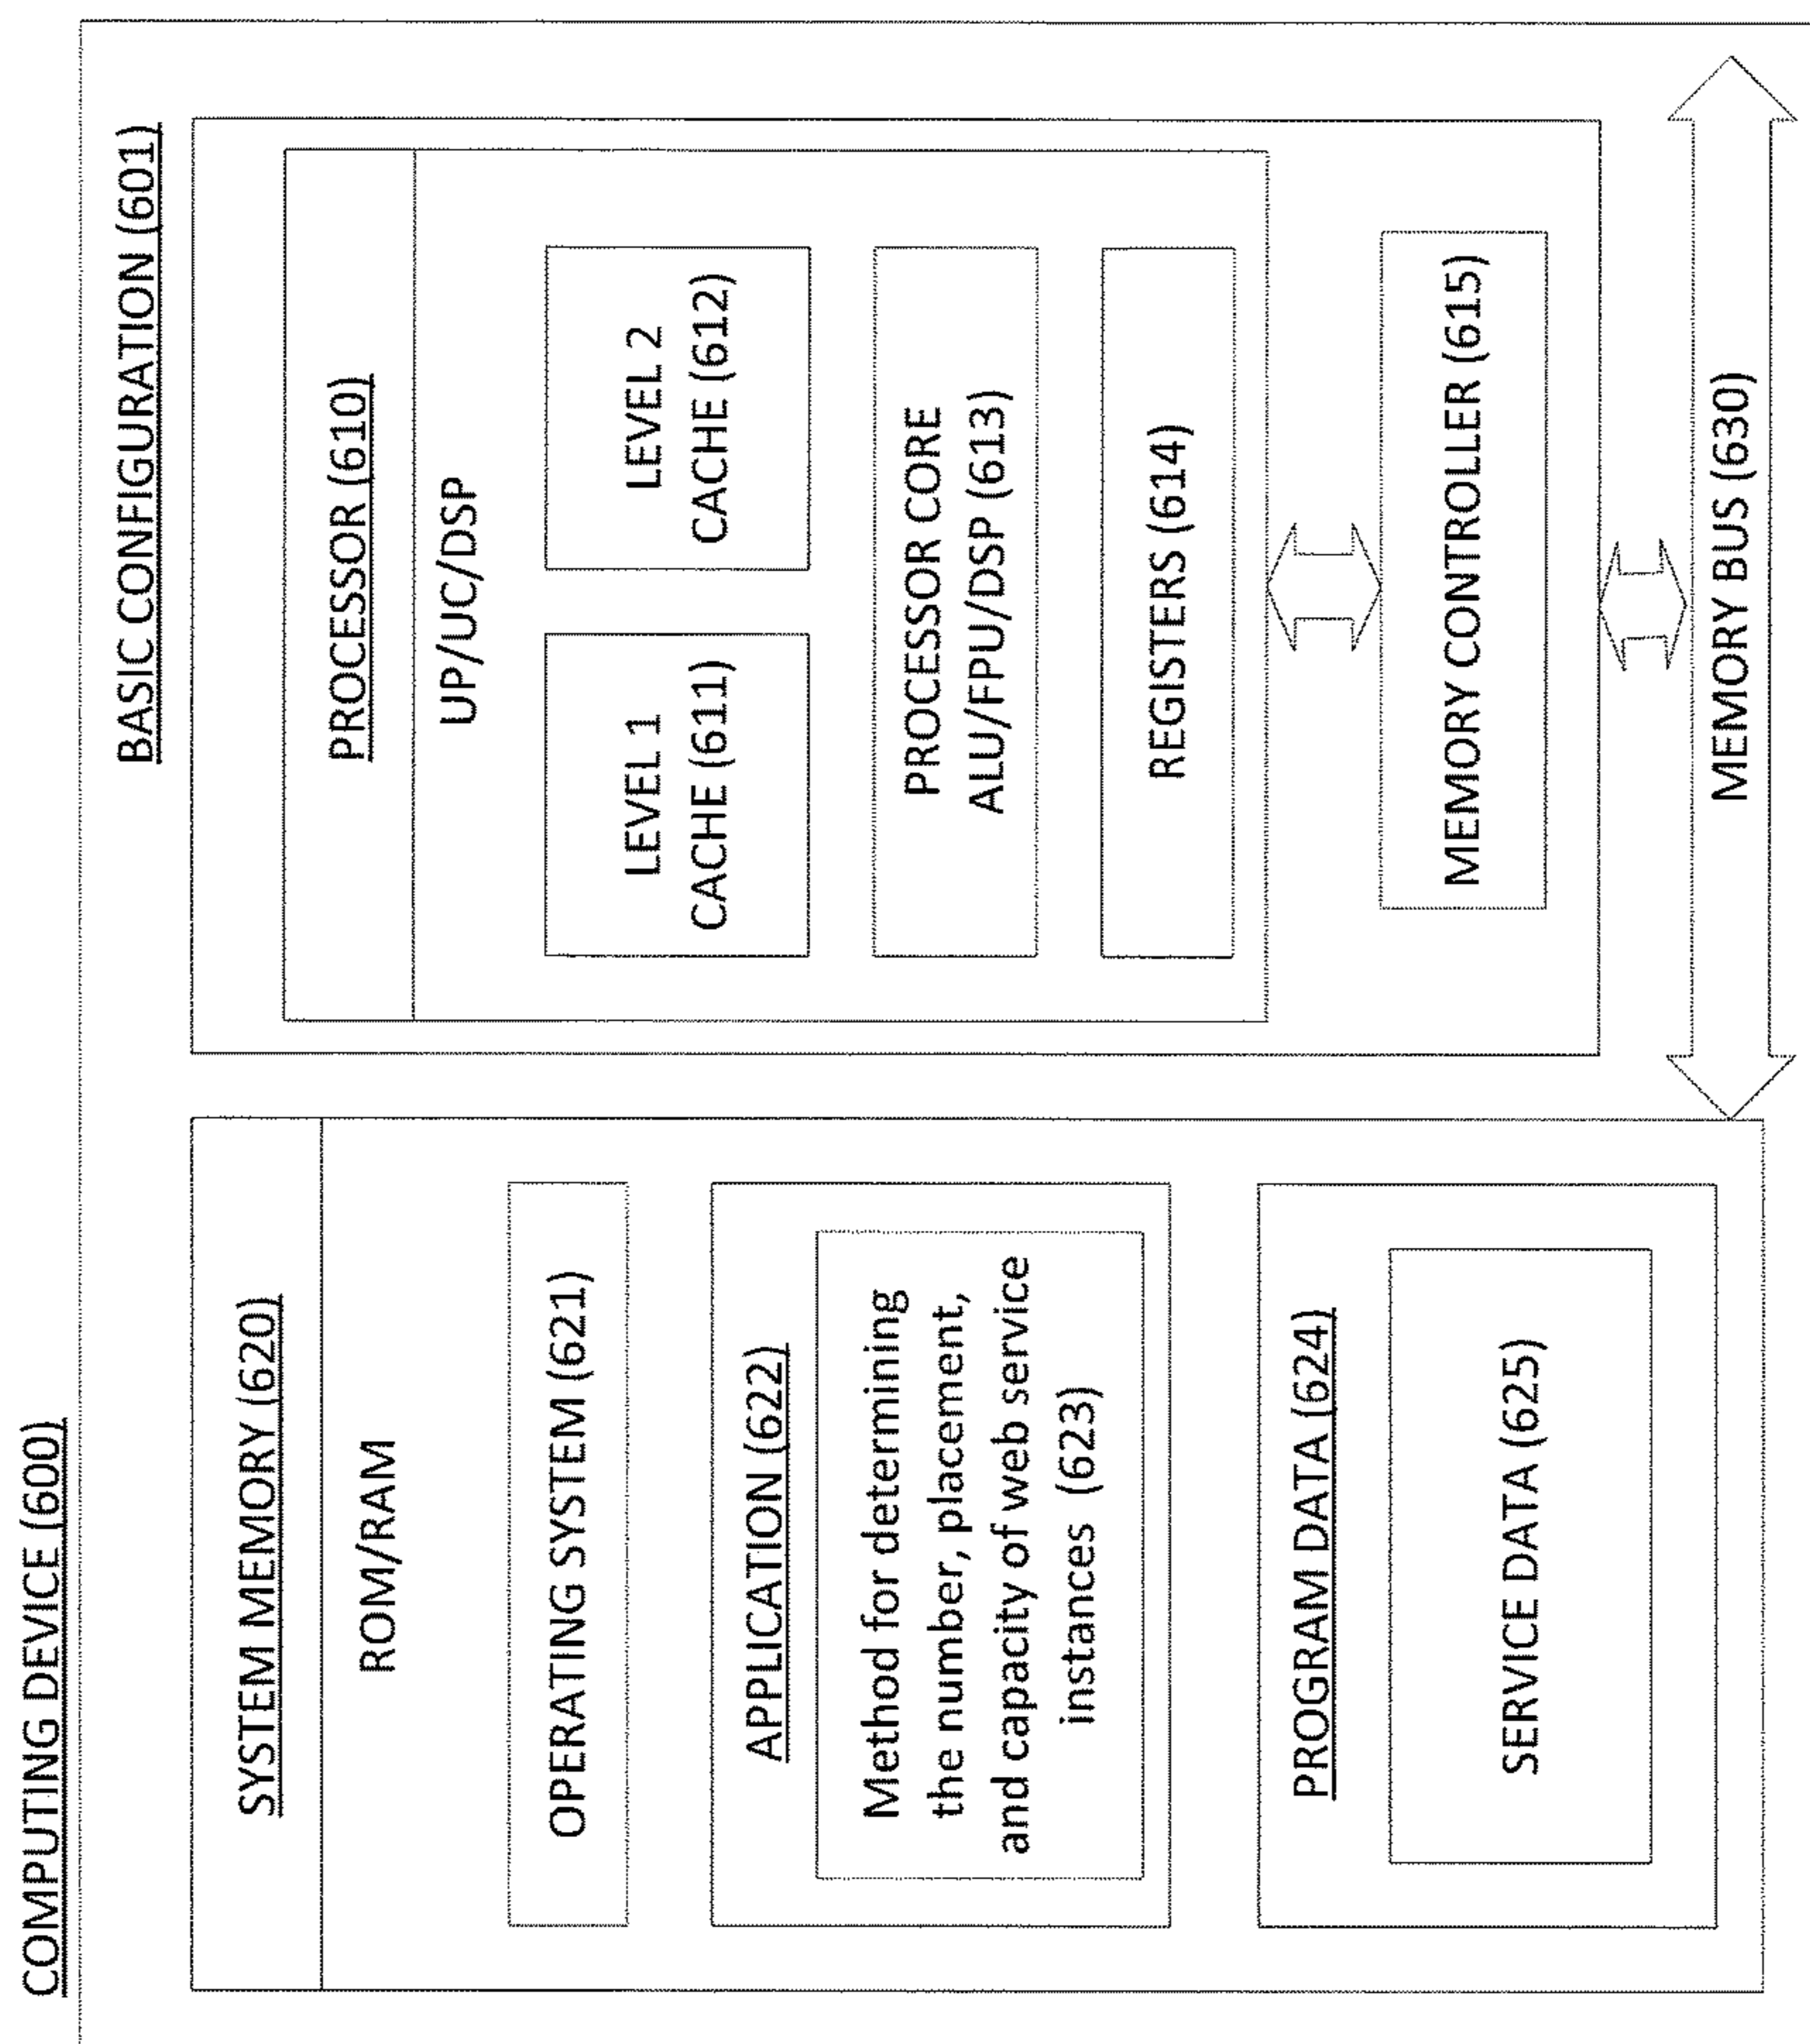 COMPUTING DEVICE (600)
SYSTEM MEMORY (620)
ROM/RAM
OPERATING SYSTEM (621)
APPLICATION (622)
Method for determining
the number, placement,
and capacity of web service
instances (623)
PROGRAM DATA (624)
SERVICE DATA (625)
BASIC CONFIGURATION (601)
PROCESSOR (610)
UP/UC/DSP
LEVEL 1
CACHE (611)
LEVEL 2
CACHE (612)
PROCESSOR CORE
ALU/FPU/DSP (613)
REGISTERS (614)
MEMORY CONTROLLER (615)
MEMORY BUS (630)